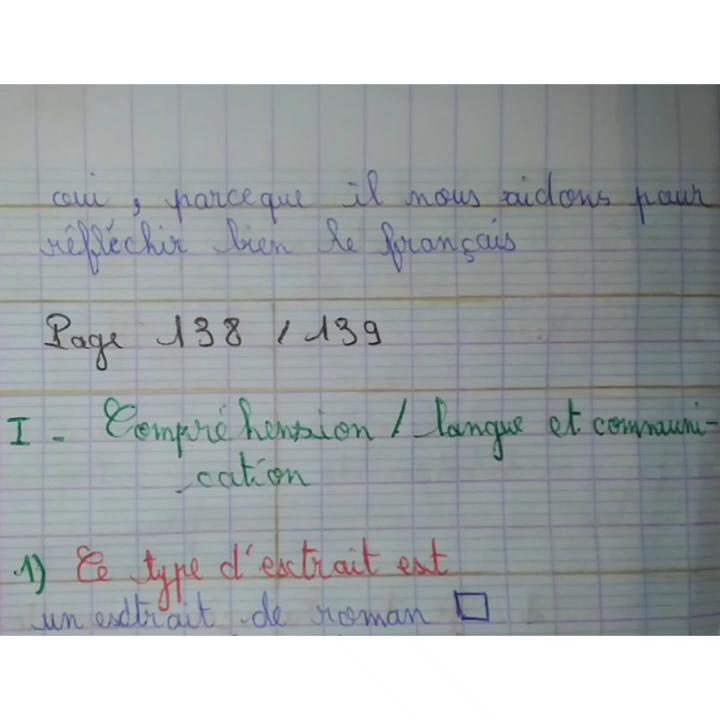 oui, parceque il nous aidons pour
réfléchir bien le français
Page 138 / 139
I - Compréhension / langue et communi-
cation
1) Ce type d'extrait est
un extrait de roman